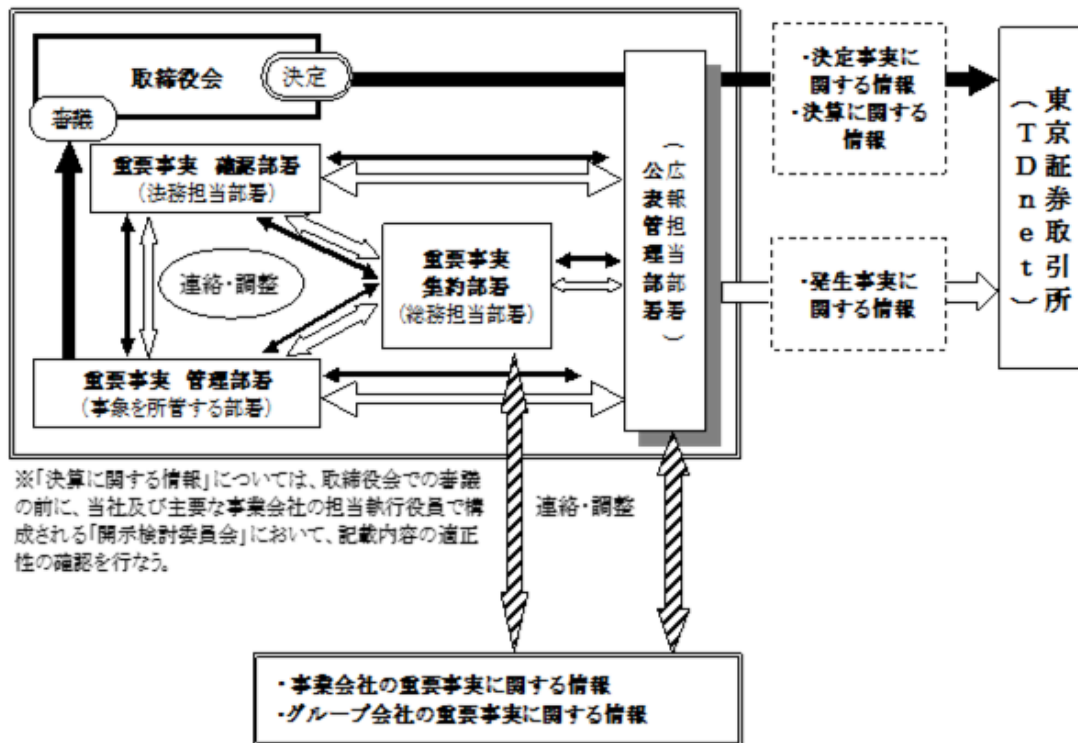 取締役会
決定
審議
・決定事実に
関する情報
・決算に関する
情報
東京証券取引所
（TDnet）
重要事実 確認部署
（法務担当部署）
公表管理部署
（広報担当部署）
連絡・調整
重要事実
集約部署
（総務担当部署）
・発生事実に
関する情報
重要事実 管理部署
（事象を所管する部署）
※「決算に関する情報」については、取締役会での審議
の前に、当社及び主要な事業会社の担当執行役員で構
成される「開示検討委員会」において、記載内容の適正
性の確認を行なう。
連絡・調整
・事業会社の重要事実に関する情報
・グループ会社の重要事実に関する情報